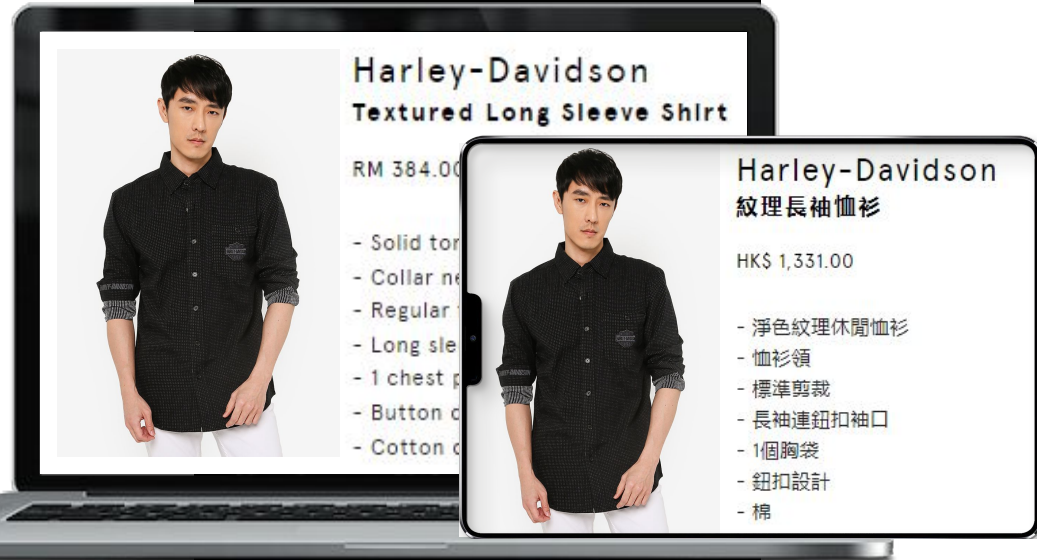 Harley-Davidson
Textured Long Sleeve Shirt
RM 384.00
- Solid
- Collar
- Regular
- Long
- 1 chest
- Button
- Cotton
Harley-Davidson
紋理長袖恤衫
HK$ 1,331.00
- 淨色紋理休閒恤衫
- 恤衫領
- 標準剪裁
- 長袖連鈕扣袖口
- 1個胸袋
- 鈕扣設計
- 棉